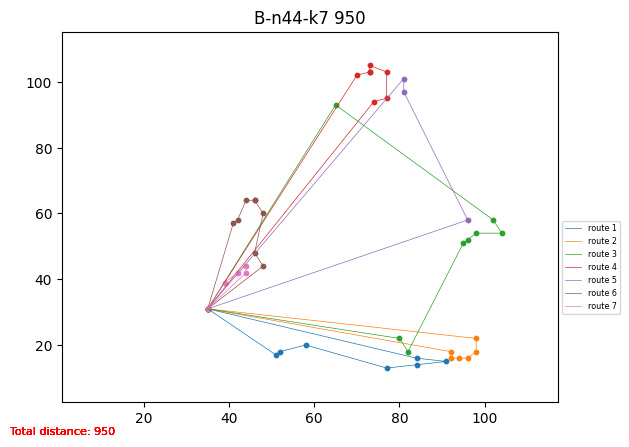 B-n44-k7 950
100
80
60
40
20
20
40
60
80
100
route 1
route 2
route 3
route 4
route 5
route 6
route 7
Total distance: 950